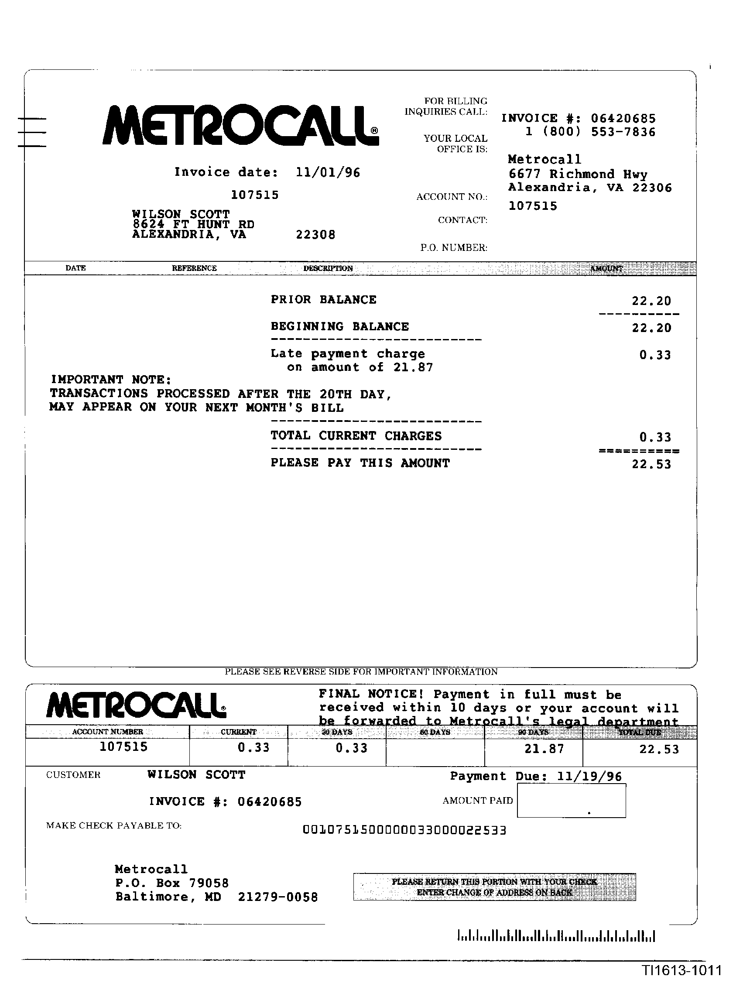 METROCALL®
FOR BILLING
INQUIRIES CALL:
INVOICE #: 06420685
1 (800) 553-7836
YOUR LOCAL
OFFICE IS:
Metrocall
6677 Richmond Hwy
Alexandria, VA 22306
Invoice date: 11/01/96
107515
ACCOUNT NO.:
107515
WILSON SCOTT
8624 FT HUNT RD
ALEXANDRIA, VA 22308
CONTACT:
P.O. NUMBER:
DATE REFERENCE DESCRIPTION AMOUNT
PRIOR BALANCE 22.20
----------
BEGINNING BALANCE 22.20
-------------------------
Late payment charge 0.33
on amount of 21.87
IMPORTANT NOTE:
TRANSACTIONS PROCESSED AFTER THE 20TH DAY,
MAY APPEAR ON YOUR NEXT MONTH'S BILL
-------------------------
TOTAL CURRENT CHARGES 0.33
------------------------- ==========
PLEASE PAY THIS AMOUNT 22.53
PLEASE SEE REVERSE SIDE FOR IMPORTANT INFORMATION
METROCALL®
FINAL NOTICE! Payment in full must be
received within 10 days or your account will
be forwarded to Metrocall's legal department
ACCOUNT NUMBER CURRENT 30 DAYS 60 DAYS 90 DAYS TOTAL DUE
107515 0.33 0.33 21.87 22.53
CUSTOMER WILSON SCOTT Payment Due: 11/19/96
INVOICE #: 06420685 AMOUNT PAID .
MAKE CHECK PAYABLE TO: 0010751500000033000022533
Metrocall
P.O. Box 79058
Baltimore, MD 21279-0058
PLEASE RETURN THIS PORTION WITH YOUR CHECK
ENTER CHANGE OF ADDRESS ON BACK
TI1613-1011